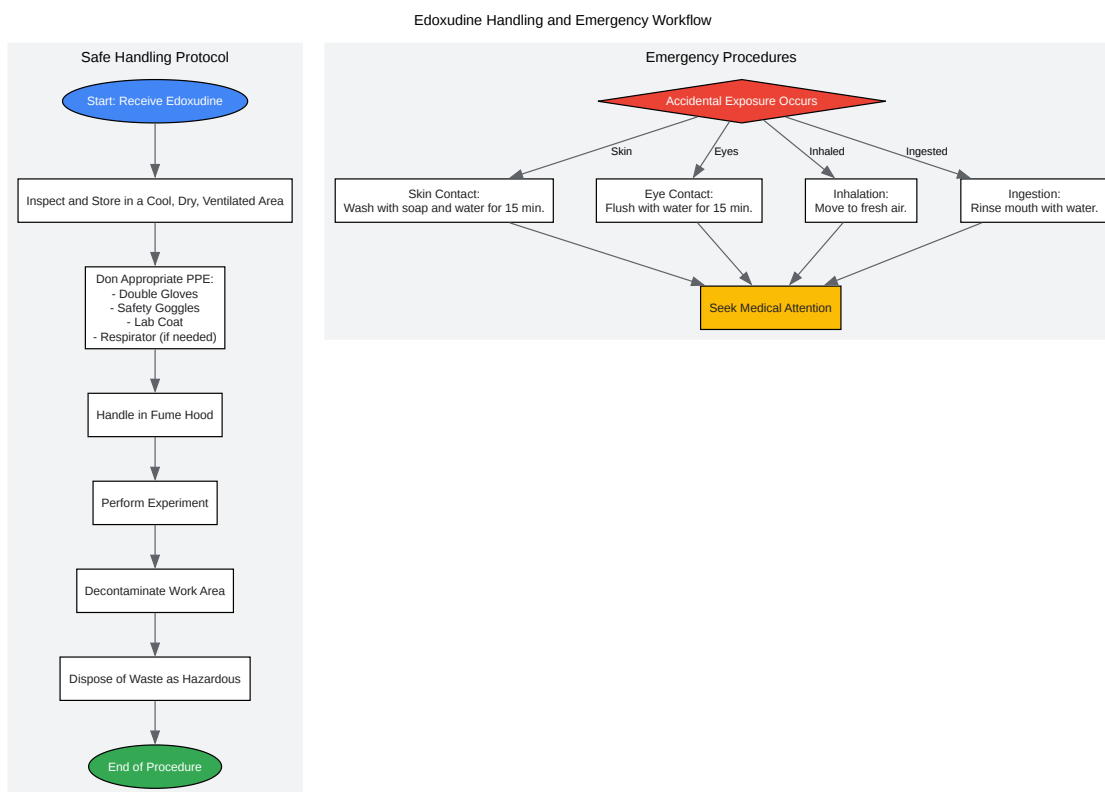 Edoxudine Handling and Emergency Workflow
Safe Handling Protocol
Start: Receive Edoxudine
Inspect and Store in a Cool, Dry, Ventilated Area
Don Appropriate PPE:
- Double Gloves
- Safety Goggles
- Lab Coat
- Respirator (if needed)
Handle in Fume Hood
Perform Experiment
Decontaminate Work Area
Dispose of Waste as Hazardous
End of Procedure
Emergency Procedures
Accidental Exposure Occurs
Skin
Eyes
Inhaled
Ingested
Skin Contact:
Wash with soap and water for 15 min.
Eye Contact:
Flush with water for 15 min.
Inhalation:
Move to fresh air.
Ingestion:
Rinse mouth with water.
Seek Medical Attention